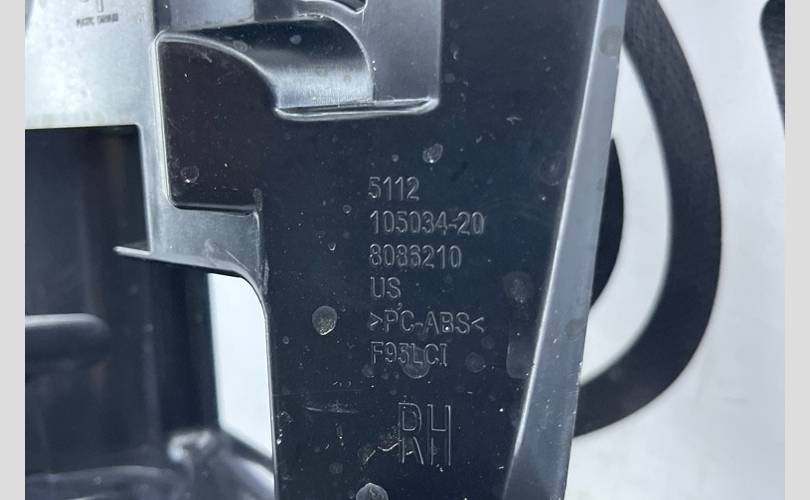 5112
105034-20
8086210
US
>PC-ABS<
F95LCI
RH